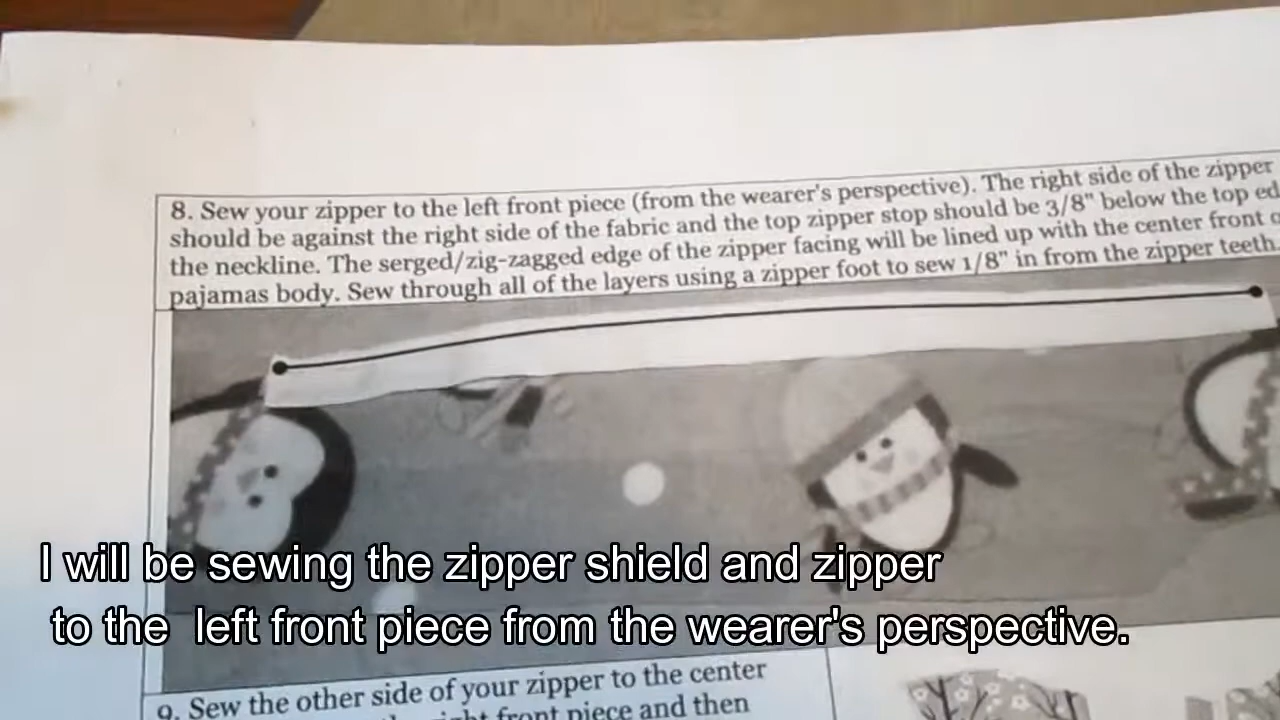 8. Sew your zipper to the left front piece (from the wearer's perspective). The right side of the zipper
should be against the right side of the fabric and the top zipper stop should be 3/8" below the top ed
the neckline. The serged/zig-zagged edge of the zipper facing will be lined up with the center front
pajamas body. Sew through all of the layers using a zipper foot to sew 1/8" in from the zipper teeth.
I will be sewing the zipper shield and zipper
to the left front piece from the wearer's perspective.
9. Sew the other side of your zipper to the center
front piece and then